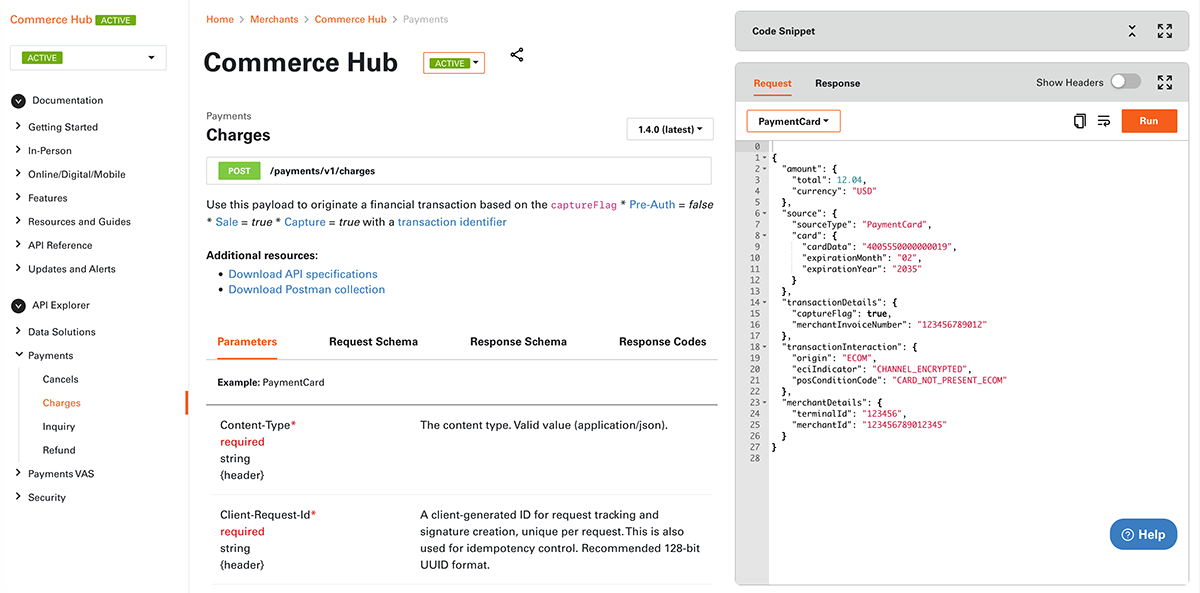 Commerce Hub ACTIVE
ACTIVE
Documentation
Getting Started
In-Person
Online/Digital/Mobile
Features
Resources and Guides
API Reference
Updates and Alerts
API Explorer
Data Solutions
Payments
Cancels
Charges
Inquiry
Refund
Payments VAS
Security
Home > Merchants > Commerce Hub > Payments
Commerce Hub ACTIVE
Payments
Charges
1.4.0 (latest)
POST /payments/v1/charges
Use this payload to originate a financial transaction based on the captureFlag * Pre-Auth = false
* Sale = true * Capture = true with a transaction identifier
Additional resources:
• Download API specifications
• Download Postman collection
Parameters Request Schema Response Schema Response Codes
Example: PaymentCard
Content-Type* The content type. Valid value (application/json).
required
string
{header}
Client-Request-Id* A client-generated ID for request tracking and
required signature creation, unique per request. This is also
string used for idempotency control. Recommended 128-bit
{header} UUID format.
Code Snippet
Request Response Show Headers
PaymentCard Run
0
1 {
2 "amount": {
3 "total": 12.04,
4 "currency": "USD"
5 },
6 "source": {
7 "sourceType": "PaymentCard",
8 "card": {
9 "cardData": "4005550000000019",
10 "expirationMonth": "02",
11 "expirationYear": "2035"
12 }
13 },
14 "transactionDetails": {
15 "captureFlag": true,
16 "merchantInvoiceNumber": "123456789012"
17 },
18 "transactionInteraction": {
19 "origin": "ECOM",
20 "eciIndicator": "CHANNEL_ENCRYPTED",
21 "posConditionCode": "CARD_NOT_PRESENT_ECOM"
22 },
23 "merchantDetails": {
24 "terminalId": "123456",
25 "merchantId": "123456789012345"
26 }
27 }
28
Help